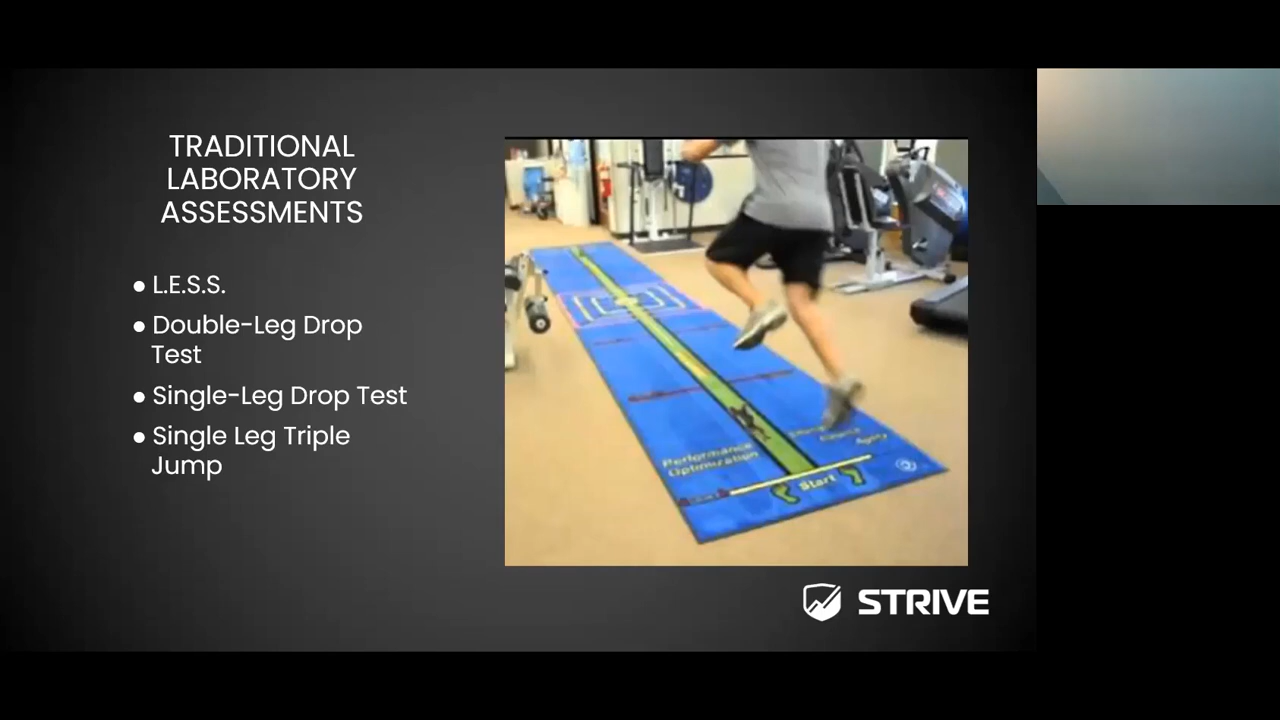 TRADITIONAL
LABORATORY
ASSESSMENTS
● L.E.S.S.
● Double-Leg Drop
Test
● Single-Leg Drop Test
● Single Leg Triple
Jump
Performance
Optimization
Agility
Start
STRIVE